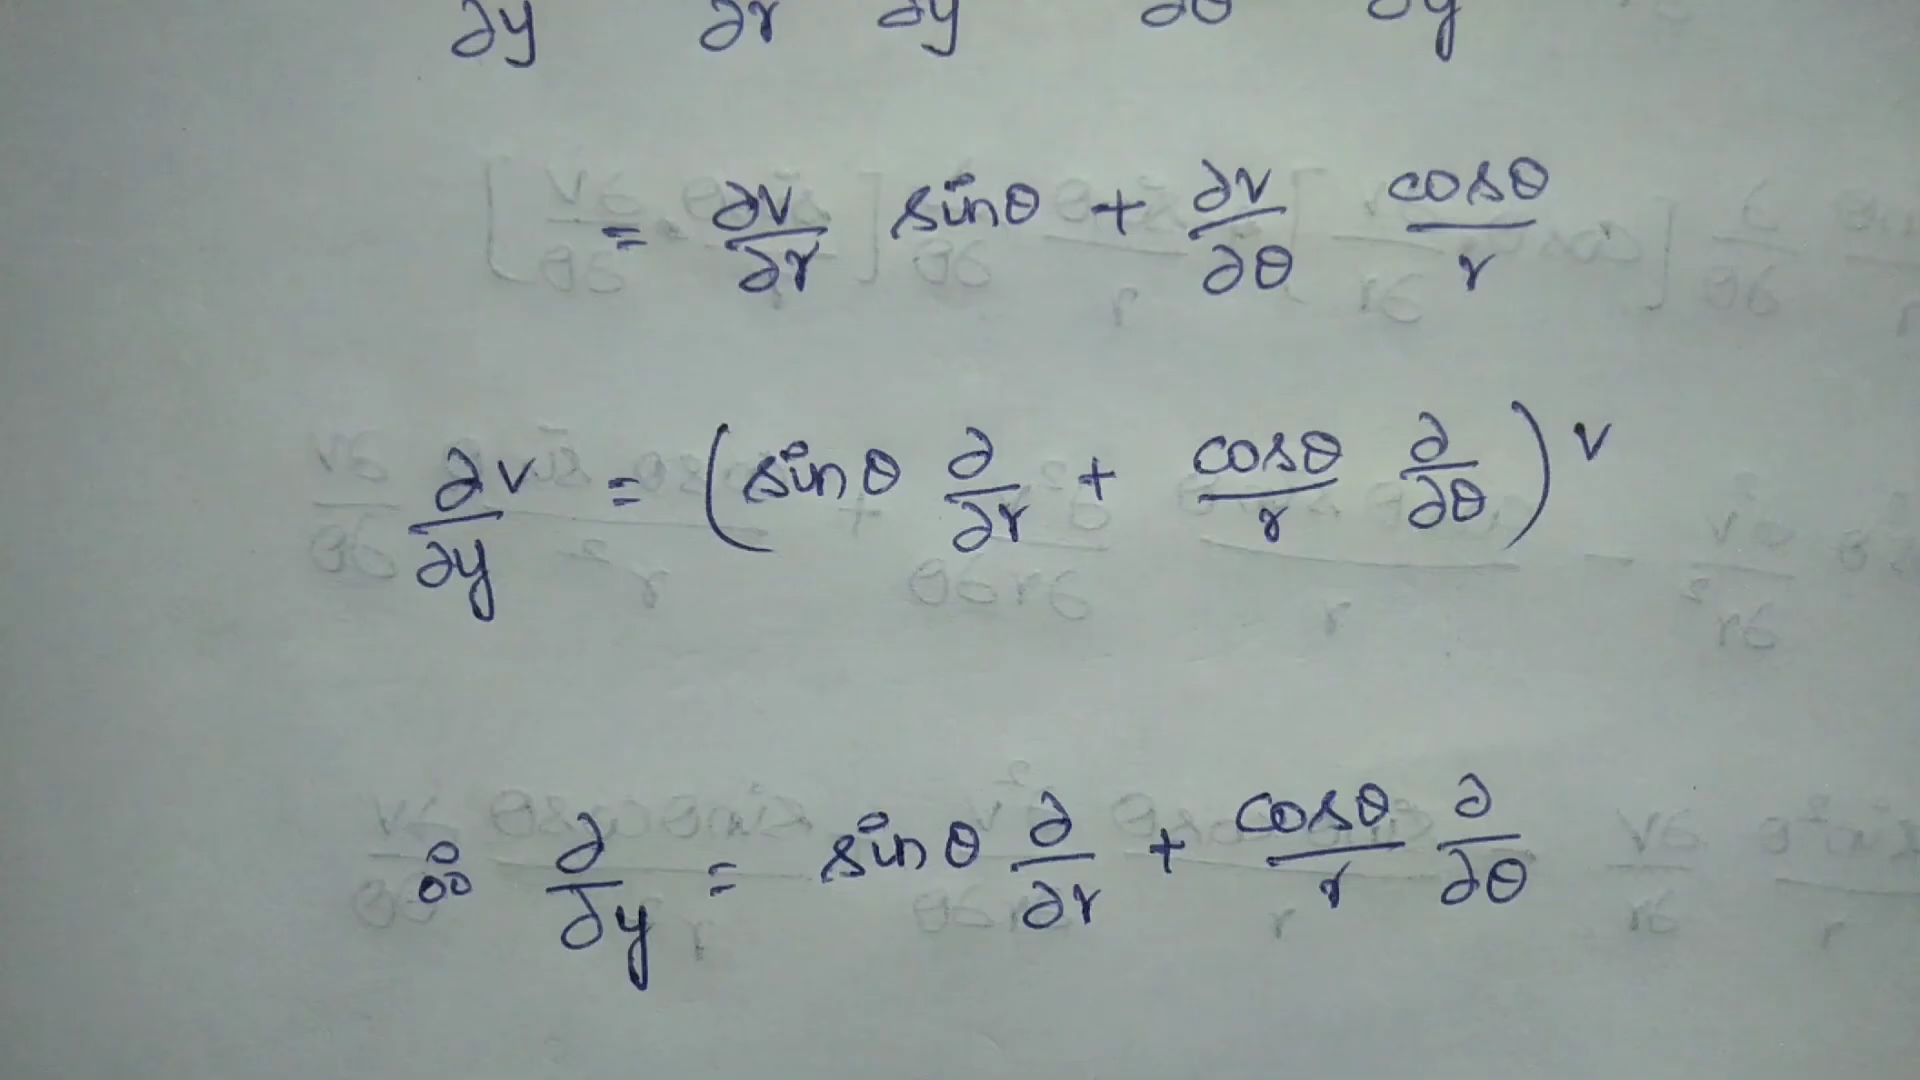 ∂y ∂r ∂y ∂θ ∂y
= ∂v/∂r sinθ + ∂v/∂θ cosθ/r
∂v/∂y = (sinθ ∂/∂r + cosθ/r ∂/∂θ) v
∴ ∂/∂y = sinθ ∂/∂r + cosθ/r ∂/∂θ